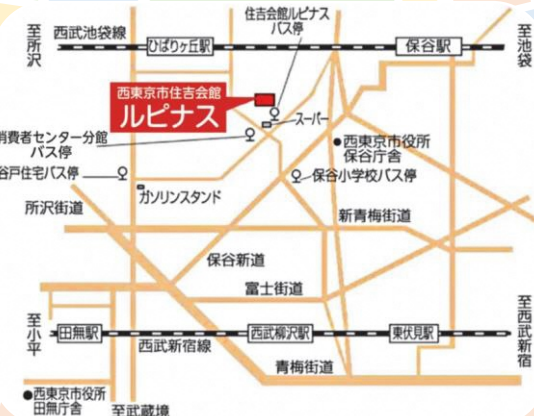 住吉会館ルピナス
バス停
至所沢
西武池袋線
ひばりヶ丘駅
保谷駅
至池袋
西東京市住吉会館
ルピナス
スーパー
消費者センター分館
バス停
西東京市役所
保谷庁舎
谷戸住宅バス停
保谷小学校バス停
ガソリンスタンド
所沢街道
新青梅街道
保谷新道
富士街道
至小平
田無駅
西武柳沢駅
東伏見駅
至西武新宿
西武新宿線
青梅街道
西東京市役所
田無庁舎
至武蔵境